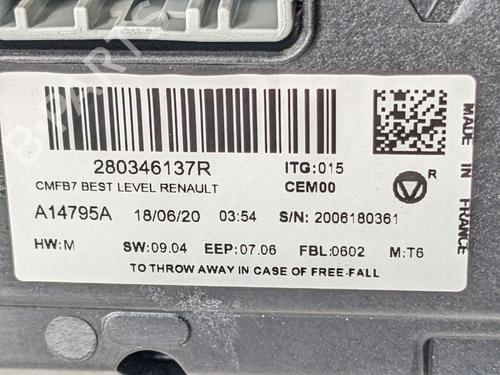 B-PARTS
280346137R
ITG:015
CMFB7 BEST LEVEL RENAULT
CEM00
R
A14795A 18/06/20 03:54 S/N: 2006180361
HW:M SW:09.04 EEP:07.06 FBL:0602 M:T6
TO THROW AWAY IN CASE OF FREE-FALL
MADE IN
FRANCE